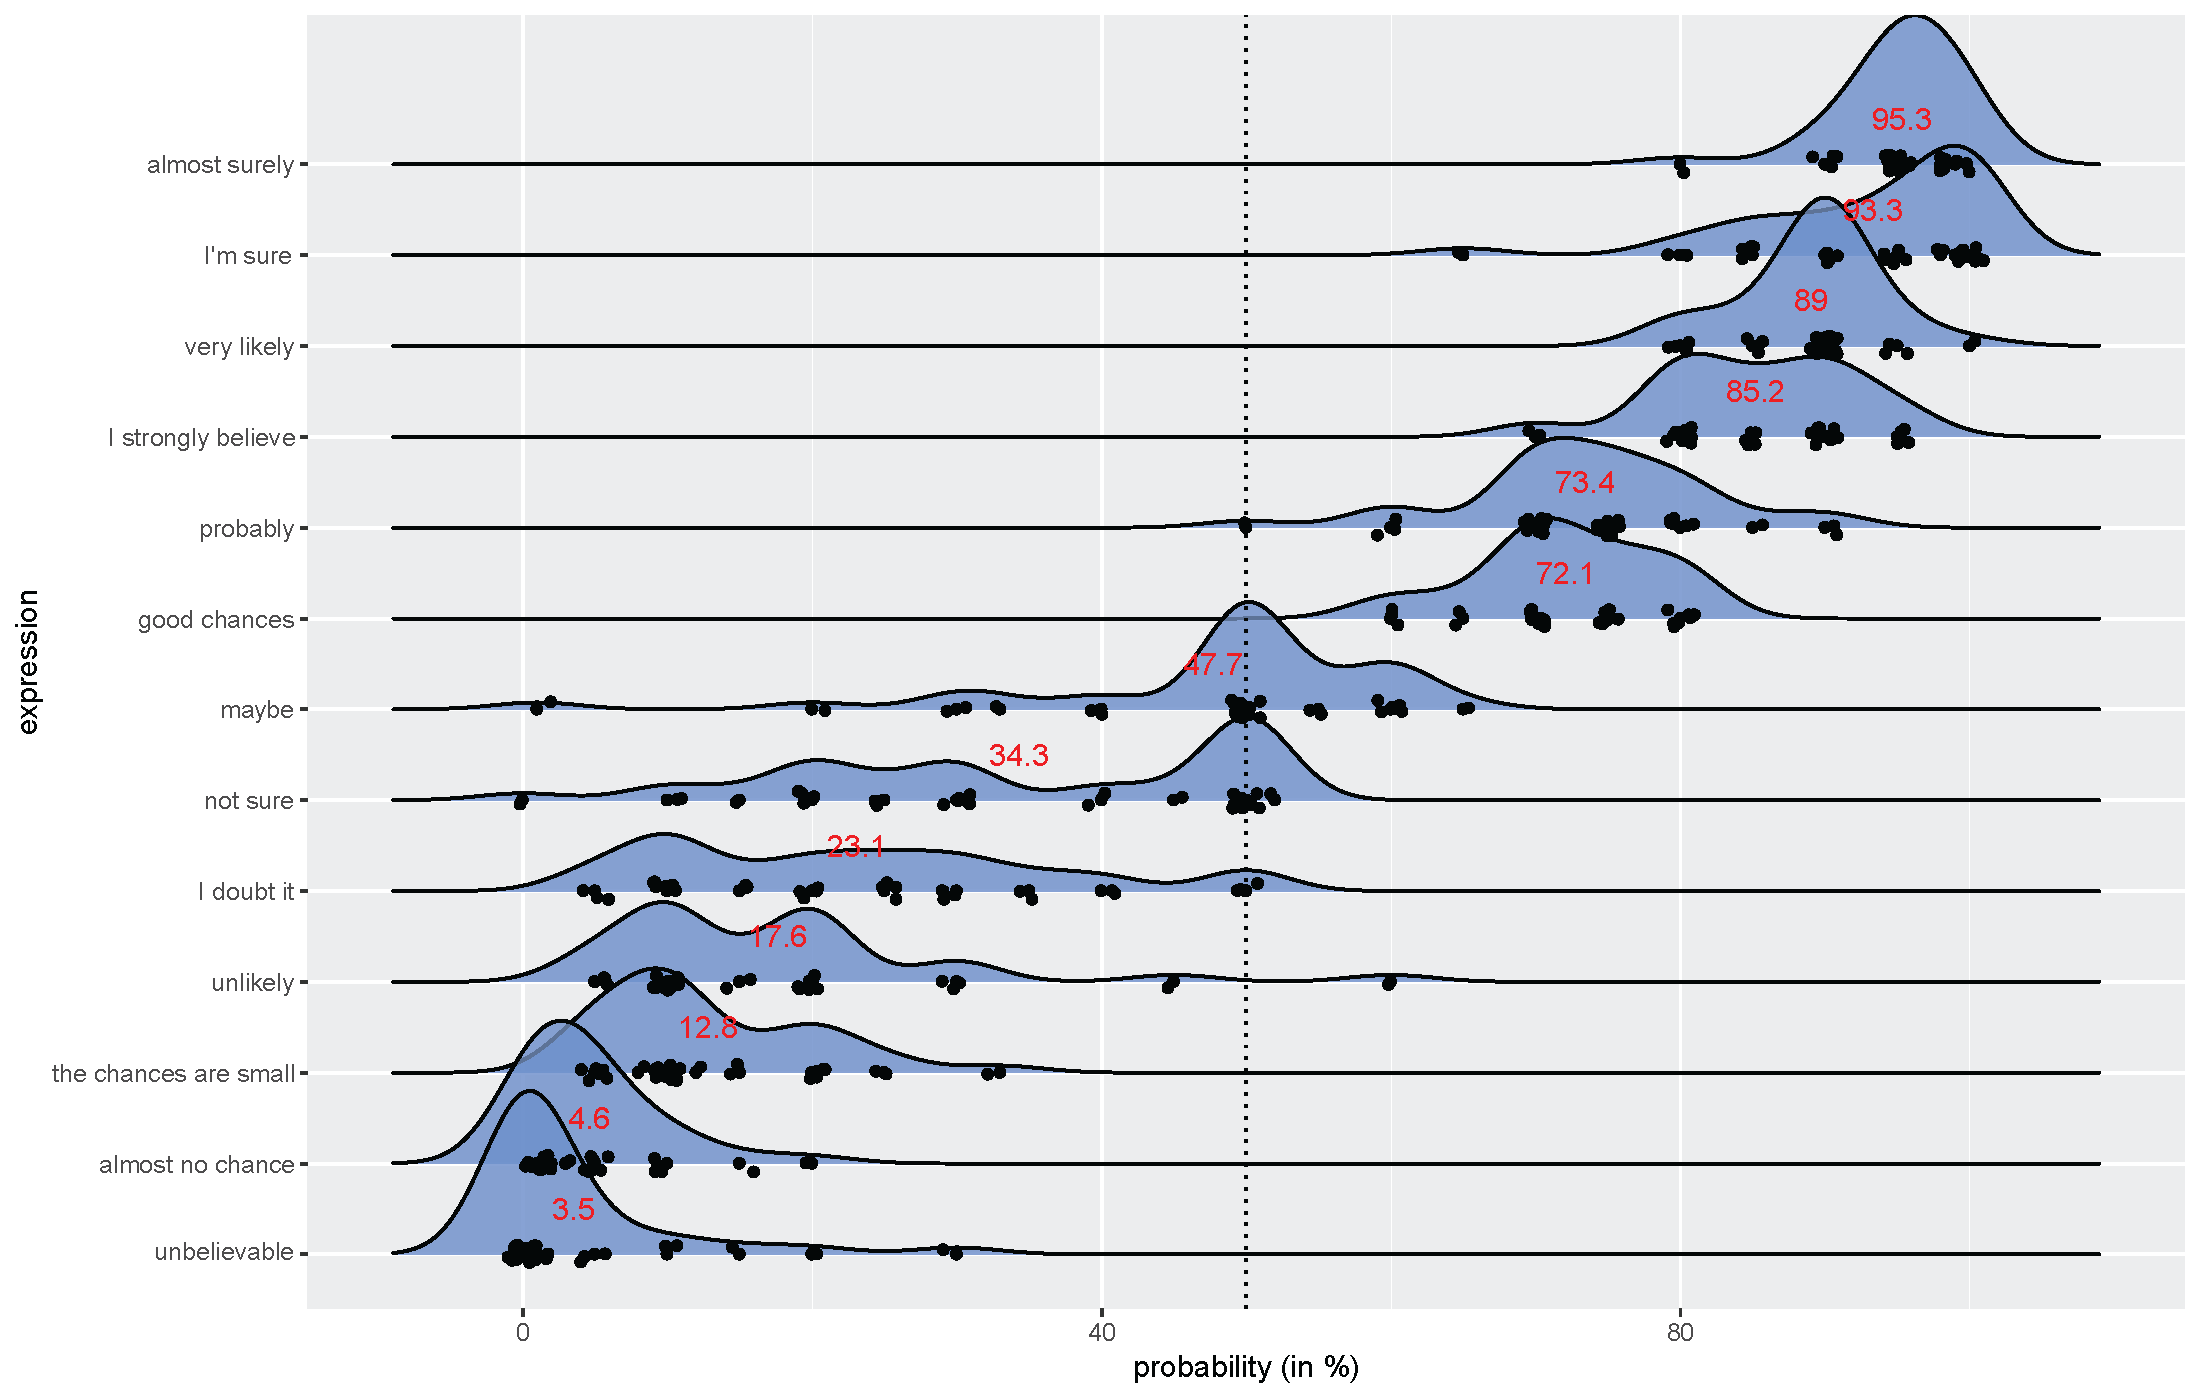 almost surely
95.3
I'm sure
93.3
very likely
89
I strongly believe
85.2
probably
73.4
good chances
72.1
maybe
47.7
not sure
34.3
I doubt it
23.1
unlikely
17.6
the chances are small
12.8
almost no chance
4.6
unbelievable
3.5
expression
0 40 80
probability (in %)